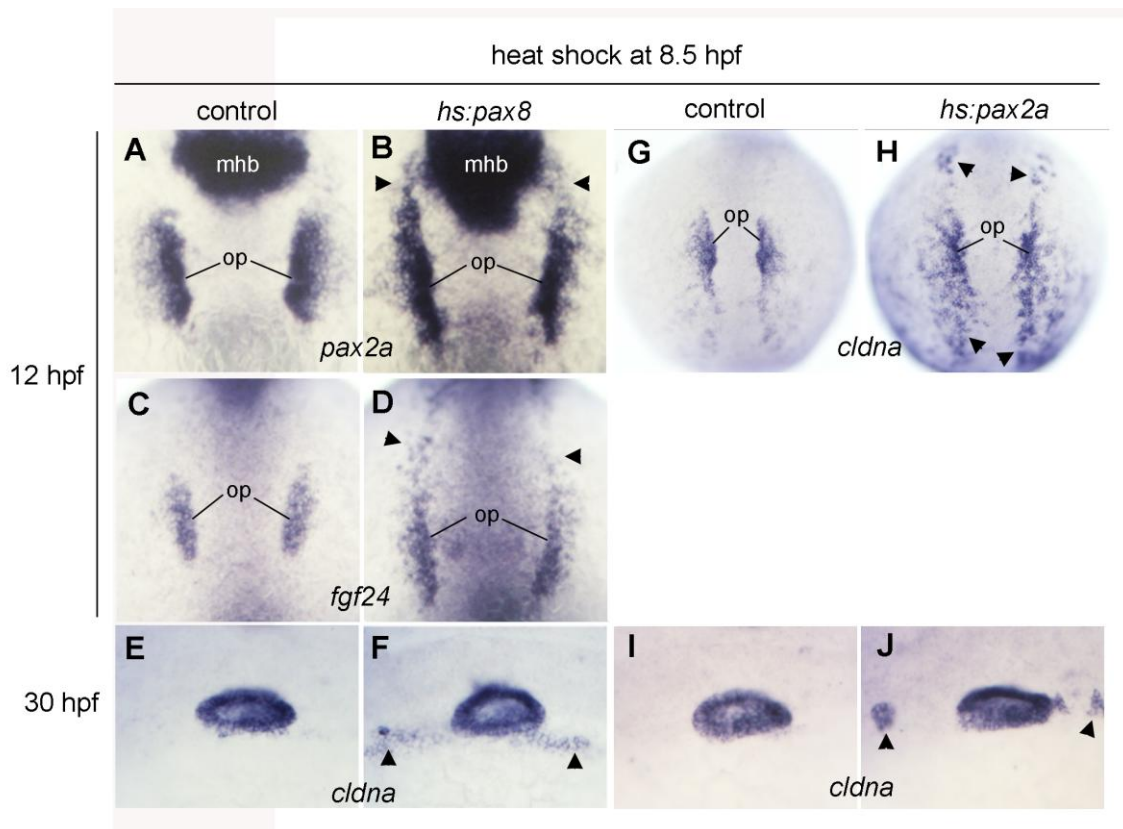 heat shock at 8.5 hpf
control
hs:pax8
control
hs:pax2a
A
mhb
op
B
mhb
op
pax2a
G
op
H
op
cldna
12 hpf
C
op
D
op
fgf24
30 hpf
E
F
cldna
I
J
cldna